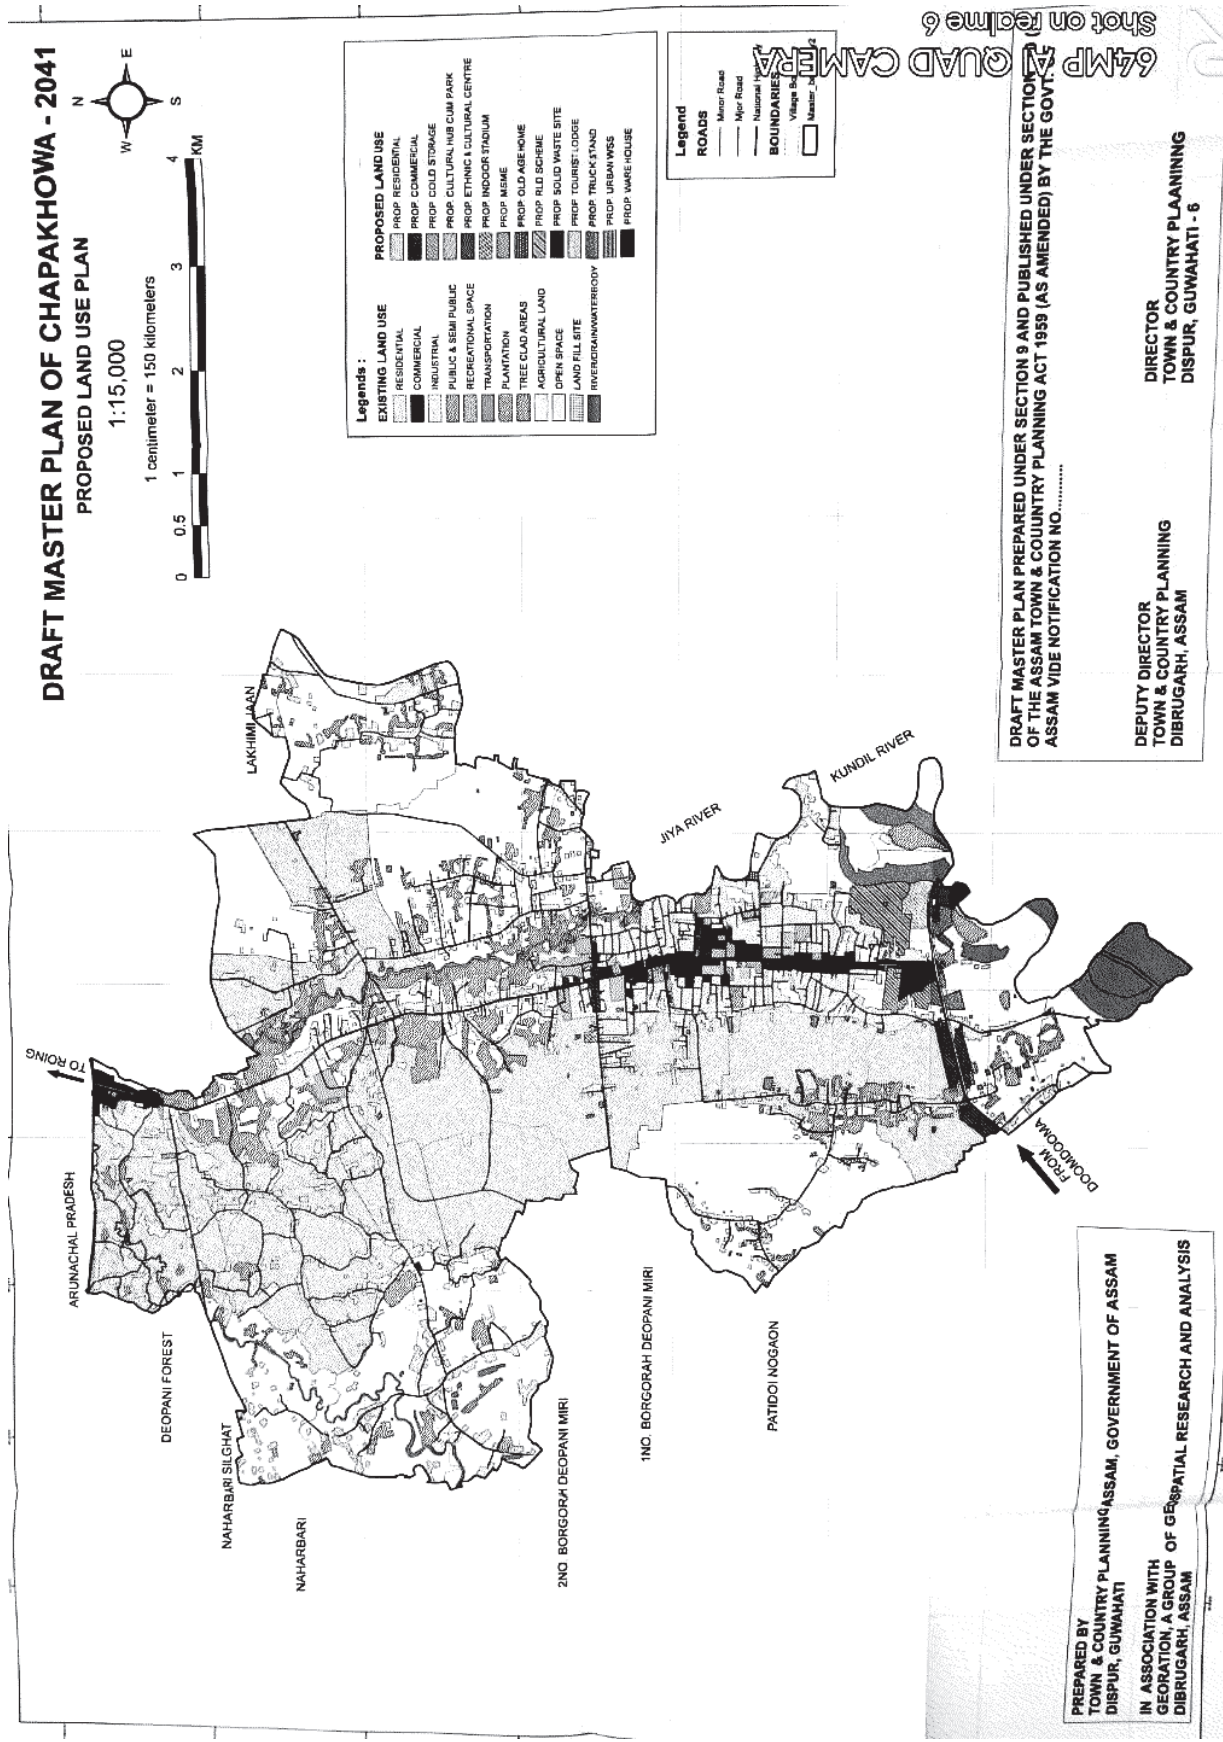 DRAFT MASTER PLAN OF CHAPAKHOWA - 2041
PROPOSED LAND USE PLAN
1:15,000
1 centimeter = 150 kilometers
0 0.5 1 2 3 4
KM
N
W E
S
Legends :
EXISTING LAND USE
RESIDENTIAL
COMMERCIAL
INDUSTRIAL
PUBLIC & SEMI PUBLIC
RECREATIONAL SPACE
TRANSPORTATION
PLANTATION
TREE CLAD AREAS
AGRICULTURAL LAND
OPEN SPACE
LAND FILL SITE
RIVER/DRAIN/WATERBODY
PROPOSED LAND USE
PROP. RESIDENTIAL
PROP. COMMERCIAL
PROP. COLD STORAGE
PROP. CULTURAL HUB CUM PARK
PROP. ETHNIC & CULTURAL CENTRE
PROP. INDOOR STADIUM
PROP. MSME
PROP. OLD AGE HOME
PROP. RLD SCHEME
PROP. SOLID WASTE SITE
PROP. TOURIST LODGE
PROP. TRUCK STAND
PROP. URBAN WSS
PROP. WARE HOUSE
Legend
ROADS
Minor Road
Mjor Road
National
BOUNDARIES
Village
LAKHIMI JAAN
JIYA RIVER
KUNDIL RIVER
TO ROING
ARUNACHAL PRADESH
DEOPANI FOREST
NAHARBARI SILGHAT
NAHARBARI
2NO BORGORAH DEOPANI MIRI
1NO. BORGORAH DEOPANI MIRI
PATIDOI NOGAON
FROM
DOOMDOOMA
DRAFT MASTER PLAN PREPARED UNDER SECTION 9 AND PUBLISHED UNDER SECTION
OF THE ASSAM TOWN & COUUNTRY PLANNING ACT 1959 (AS AMENDED) BY THE GOVT.
ASSAM VIDE NOTIFICATION NO............
DEPUTY DIRECTOR
TOWN & COUNTRY PLANNING
DIBRUGARH, ASSAM
DIRECTOR
TOWN & COUNTRY PLAANINING
DISPUR, GUWAHATI - 6
PREPARED BY
TOWN & COUNTRY PLANNING ASSAM, GOVERNMENT OF ASSAM
DISPUR, GUWAHATI
IN ASSOCIATION WITH
GEORATION, A GROUP OF GEOSPATIAL RESEARCH AND ANALYSIS
DIBRUGARH, ASSAM
Shot on realme 6
64MP AI QUAD CAMERA